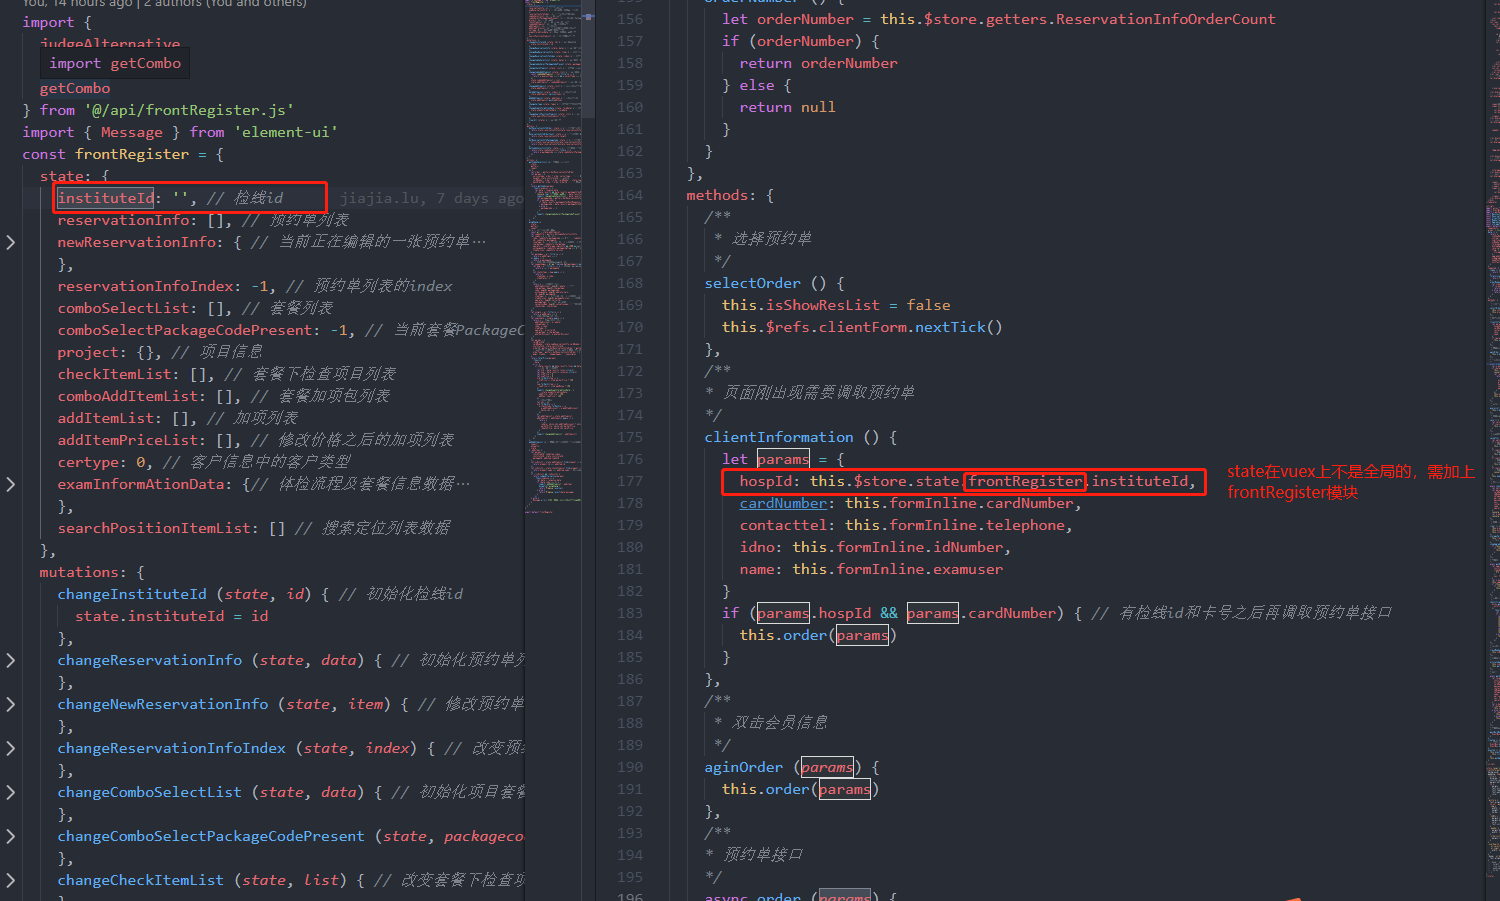 You, 14 hours ago | 2 authors (You and others)
import {
judgeAlternative
import getCombo
getCombo
} from '@/api/frontRegister.js'
import { Message } from 'element-ui'
const frontRegister = {
state: {
instituteId: '', // 检线id jiajia.lu, 7 days ago
reservationInfo: [], // 预约单列表
newReservationInfo: { // 当前正在编辑的一张预约单…
},
reservationInfoIndex: -1, // 预约单列表的index
comboSelectList: [], // 套餐列表
comboSelectPackageCodePresent: -1, // 当前套餐PackageC
project: {}, // 项目信息
checkItemList: [], // 套餐下检查项目列表
comboAddItemList: [], // 套餐加项包列表
addItemList: [], // 加项列表
addItemPriceList: [], // 修改价格之后的加项列表
certype: 0, // 客户信息中的客户类型
examInformAtionData: {// 体检流程及套餐信息数据…
},
searchPositionItemList: [] // 搜索定位列表数据
},
mutations: {
changeInstituteId (state, id) { // 初始化检线id
state.instituteId = id
},
changeReservationInfo (state, data) { // 初始化预约单列
},
changeNewReservationInfo (state, item) { // 修改预约单
},
changeReservationInfoIndex (state, index) { // 改变预约
},
changeComboSelectList (state, data) { // 初始化项目套餐
},
changeComboSelectPackageCodePresent (state, packageco
},
changeCheckItemList (state, list) { // 改变套餐下检查项
156 let orderNumber = this.$store.getters.ReservationInfoOrderCount
157 if (orderNumber) {
158 return orderNumber
159 } else {
160 return null
161 }
162 }
163 },
164 methods: {
165 /**
166 * 选择预约单
167 */
168 selectOrder () {
169 this.isShowResList = false
170 this.$refs.clientForm.nextTick()
171 },
172 /**
173 * 页面刚出现需要调取预约单
174 */
175 clientInformation () {
176 let params = {
177 hospId: this.$store.state.frontRegister.instituteId,
178 cardNumber: this.formInline.cardNumber,
179 contacttel: this.formInline.telephone,
180 idno: this.formInline.idNumber,
181 name: this.formInline.examuser
182 }
183 if (params.hospId && params.cardNumber) { // 有检线id和卡号之后再调取预约单接口
184 this.order(params)
185 }
186 },
187 /**
188 * 双击会员信息
189 */
190 aginOrder (params) {
191 this.order(params)
192 },
193 /**
194 * 预约单接口
195 */
196 async order (params) {
state在vuex上不是全局的，需加上
frontRegister模块